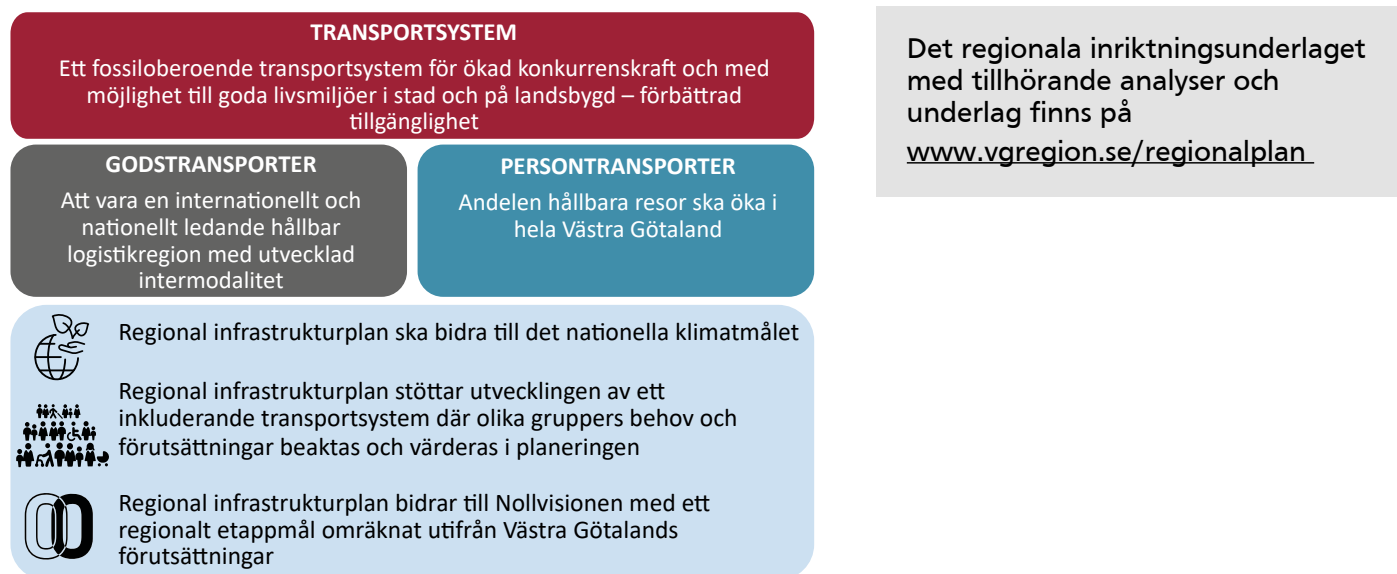 TRANSPORTSYSTEM
Ett fossiloberoende transportsystem för ökad konkurrenskraft och med
möjlighet till goda livsmiljöer i stad och på landsbygd – förbättrad
tillgänglighet
GODSTRANSPORTER
Att vara en internationellt och
nationellt ledande hållbar
logistikregion med utvecklad
intermodalitet
PERSONTRANSPORTER
Andelen hållbara resor ska öka i
hela Västra Götaland
Regional infrastrukturplan ska bidra till det nationella klimatmålet
Regional infrastrukturplan stöttar utvecklingen av ett
inkluderande transportsystem där olika gruppers behov och
förutsättningar beaktas och värderas i planeringen
Regional infrastrukturplan bidrar till Nollvisionen med ett
regionalt etappmål omräknat utifrån Västra Götalands
förutsättningar
Det regionala inriktningsunderlaget
med tillhörande analyser och
underlag finns på
www.vgregion.se/regionalplan